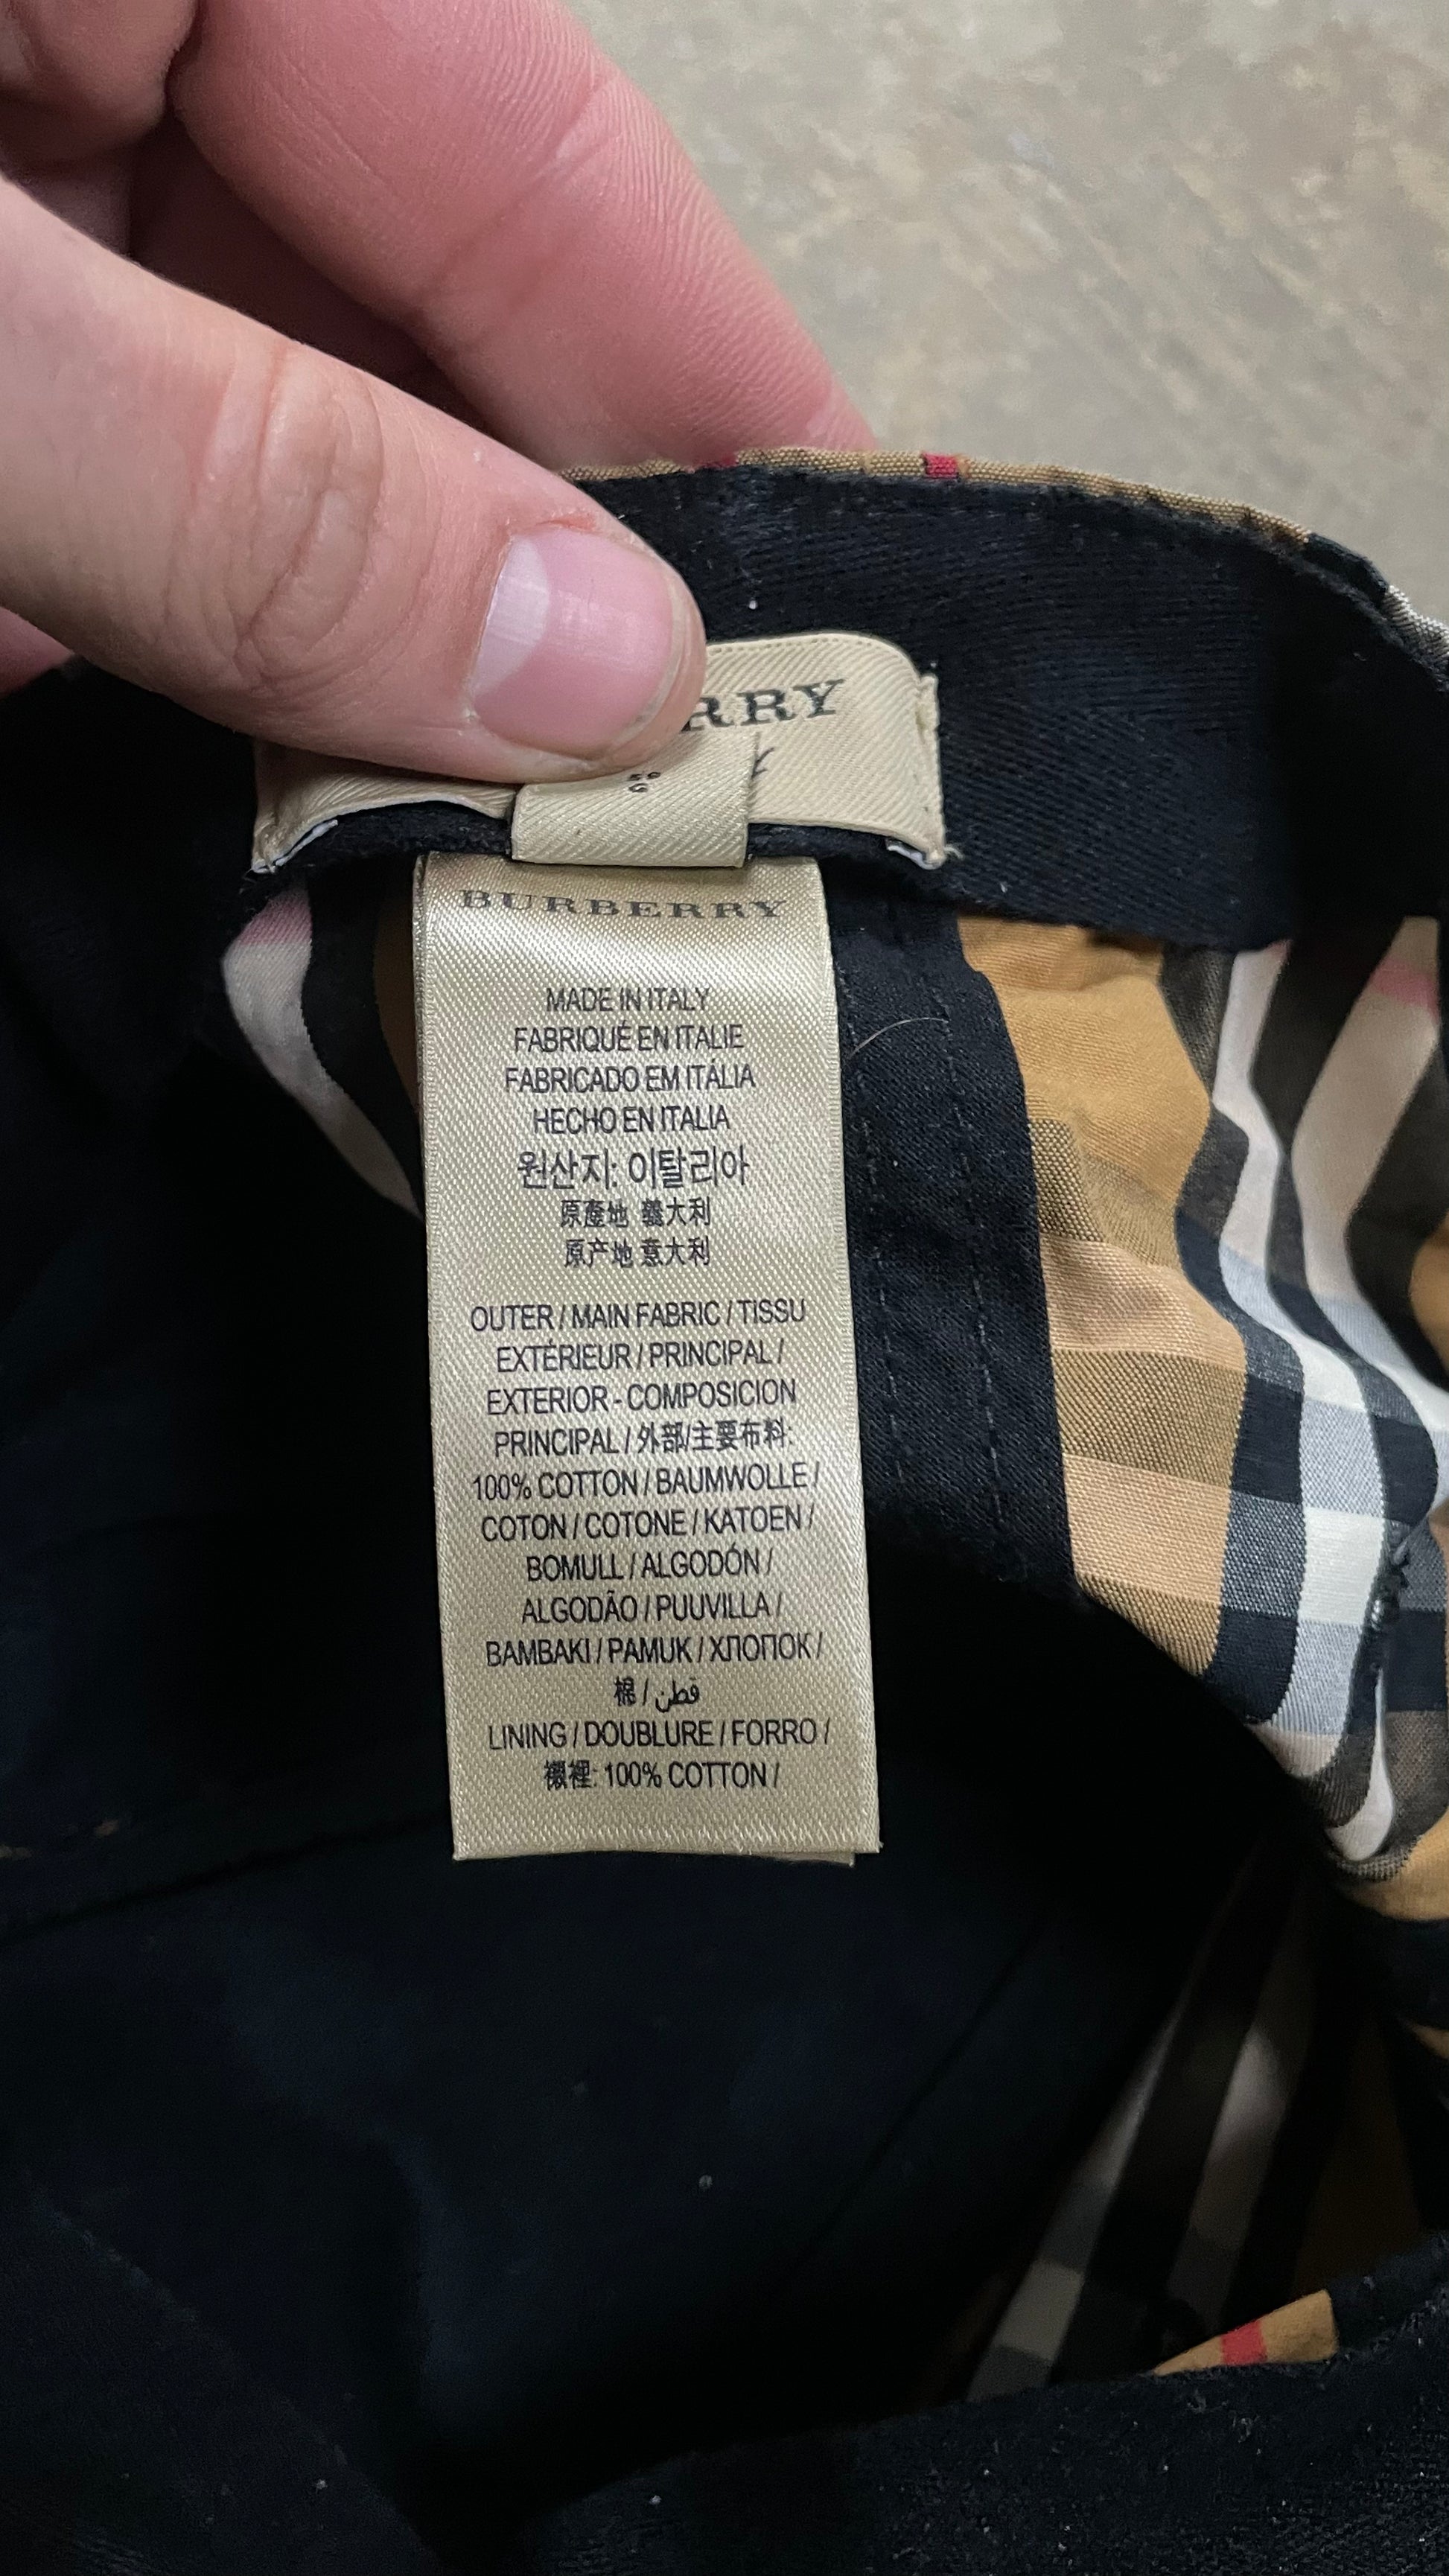 RRY
BURBERRY
MADE IN ITALY
FABRIQUÉ EN ITALIE
FABRICADO EM ITÁLIA
HECHO EN ITALIA
원산지: 이탈리아
原產地 義大利
原产地 意大利
OUTER / MAIN FABRIC / TISSU
EXTÉRIEUR / PRINCIPAL /
EXTERIOR - COMPOSICION
PRINCIPAL / 外部/主要布料:
100% COTTON / BAUMWOLLE /
COTON / COTONE / KATOEN /
BOMULL / ALGODÓN /
ALGODÃO / PUUVILLA /
BAMBAKI / PAMUK / ХЛОПОК /
棉 / قطن
LINING / DOUBLURE / FORRO /
襯裡: 100% COTTON /